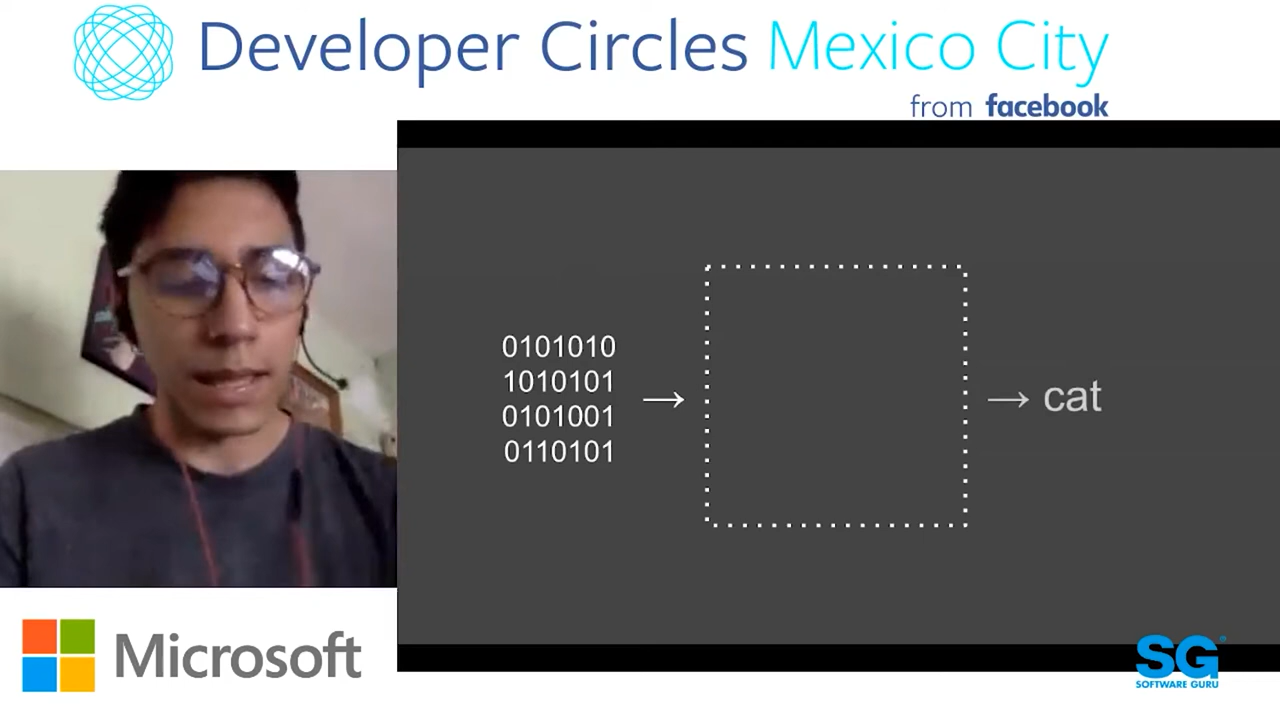 Developer Circles Mexico City
from facebook
0101010
1010101
0101001
0110101
→ → cat
Microsoft
SG
SOFTWARE GURU